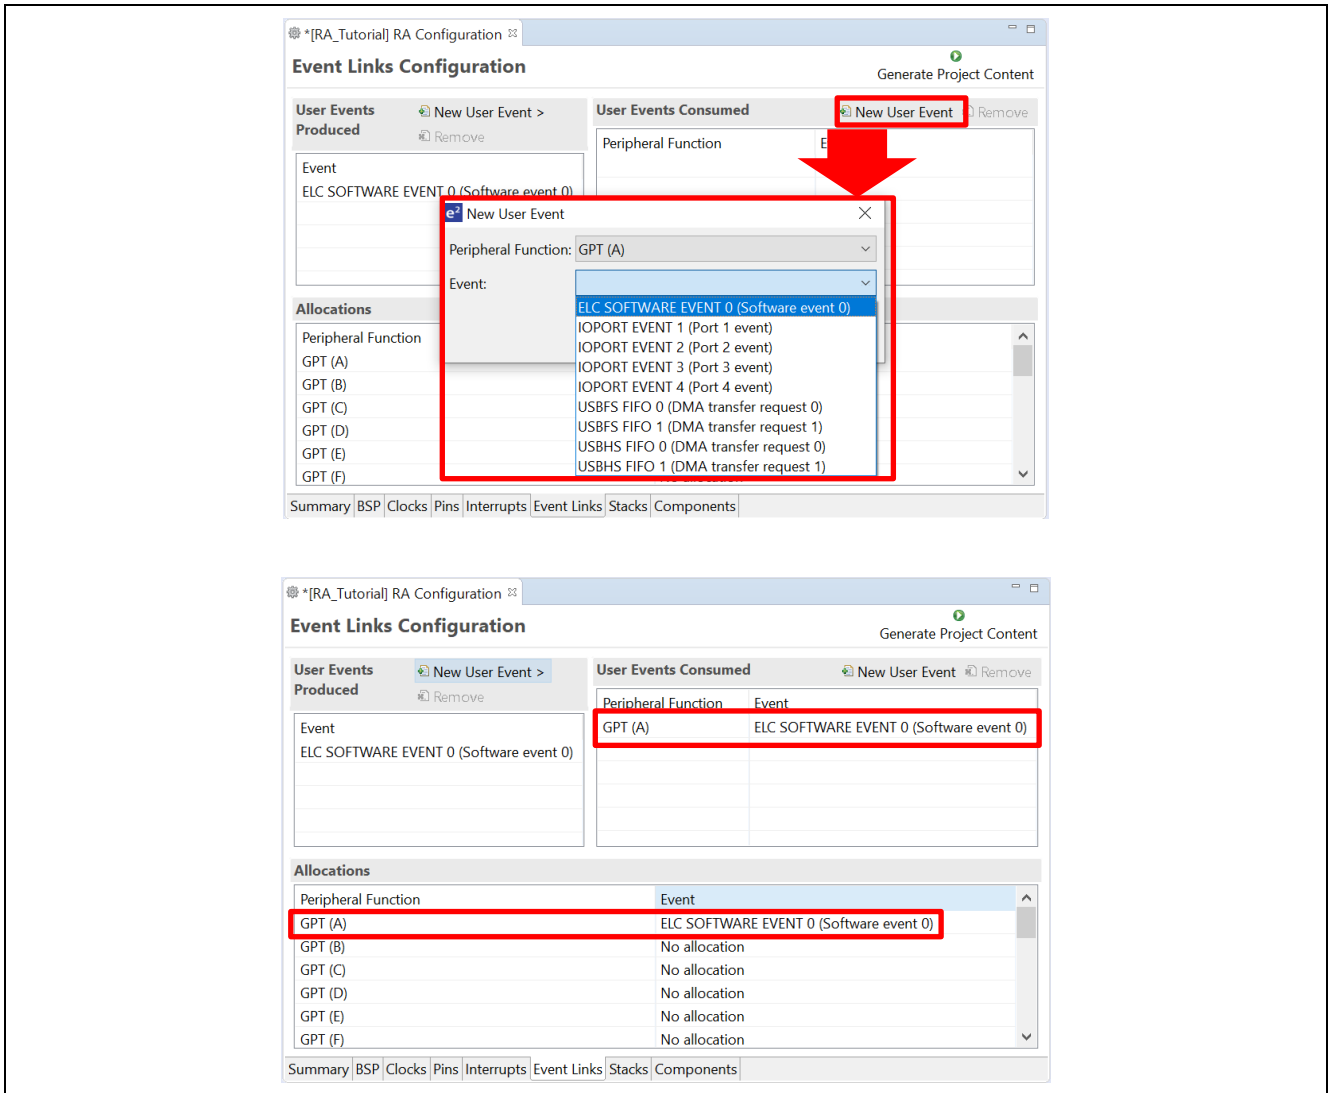 *[RA_Tutorial] RA Configuration
Event Links Configuration
Generate Project Content
User Events Produced
New User Event >
Remove
User Events Consumed
New User Event
Remove
Event
ELC SOFTWARE EVENT 0 (Software event 0)
Peripheral Function
E
e² New User Event
Peripheral Function: GPT (A)
Event:
ELC SOFTWARE EVENT 0 (Software event 0)
IOPORT EVENT 1 (Port 1 event)
IOPORT EVENT 2 (Port 2 event)
IOPORT EVENT 3 (Port 3 event)
IOPORT EVENT 4 (Port 4 event)
USBFS FIFO 0 (DMA transfer request 0)
USBFS FIFO 1 (DMA transfer request 1)
USBHS FIFO 0 (DMA transfer request 0)
USBHS FIFO 1 (DMA transfer request 1)
Allocations
Peripheral Function
GPT (A)
GPT (B)
GPT (C)
GPT (D)
GPT (E)
GPT (F)
Summary BSP Clocks Pins Interrupts Event Links Stacks Components
*[RA_Tutorial] RA Configuration
Event Links Configuration
Generate Project Content
User Events Produced
New User Event >
Remove
User Events Consumed
New User Event
Remove
Event
ELC SOFTWARE EVENT 0 (Software event 0)
Peripheral Function Event
GPT (A) ELC SOFTWARE EVENT 0 (Software event 0)
Allocations
Peripheral Function Event
GPT (A) ELC SOFTWARE EVENT 0 (Software event 0)
GPT (B) No allocation
GPT (C) No allocation
GPT (D) No allocation
GPT (E) No allocation
GPT (F) No allocation
Summary BSP Clocks Pins Interrupts Event Links Stacks Components